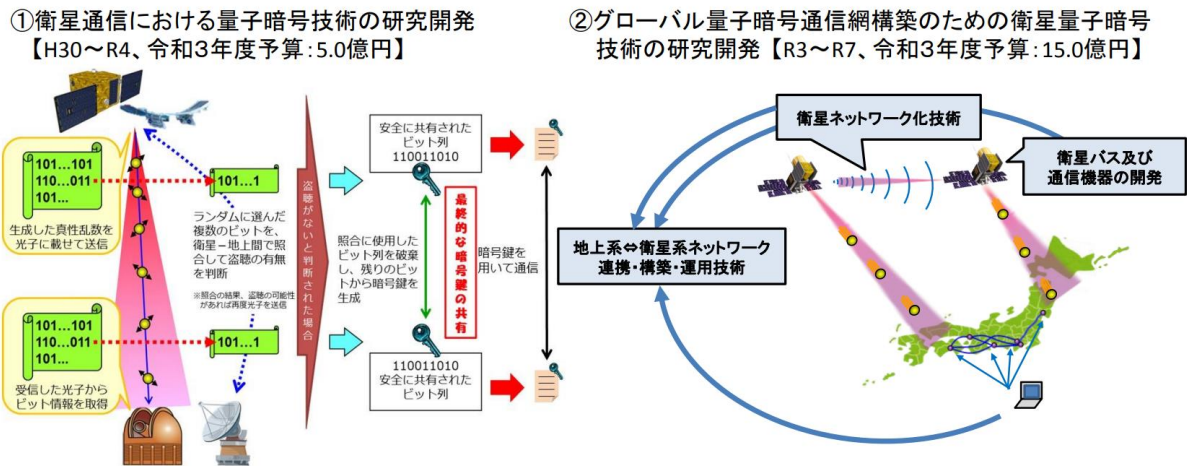 ①衛星通信における量子暗号技術の研究開発
【H30～R4、令和３年度予算：5.0億円】
101…101
110…011
101…
生成した真性乱数を
光子に載せて送信
101…1
ランダムに選んだ
複数のビットを、
衛星－地上間で照
合して盗聴の有無
を判断
※照合の結果、盗聴の可能性
があれば再度光子を送信
101…101
110…011
101…
受信した光子から
ビット情報を取得
101…1
盗聴がないと判断された場合
安全に共有された
ビット列
110011010
照合に使用した
ビット列を破棄
し、残りのビッ
トから暗号鍵を
生成
最終的な暗号鍵の共有
暗号鍵を
用いて通信
110011010
安全に共有された
ビット列
②グローバル量子暗号通信網構築のための衛星量子暗号
技術の研究開発【R3～R7、令和３年度予算：15.0億円】
衛星ネットワーク化技術
衛星バス及び
通信機器の開発
地上系⇔衛星系ネットワーク
連携・構築・運用技術